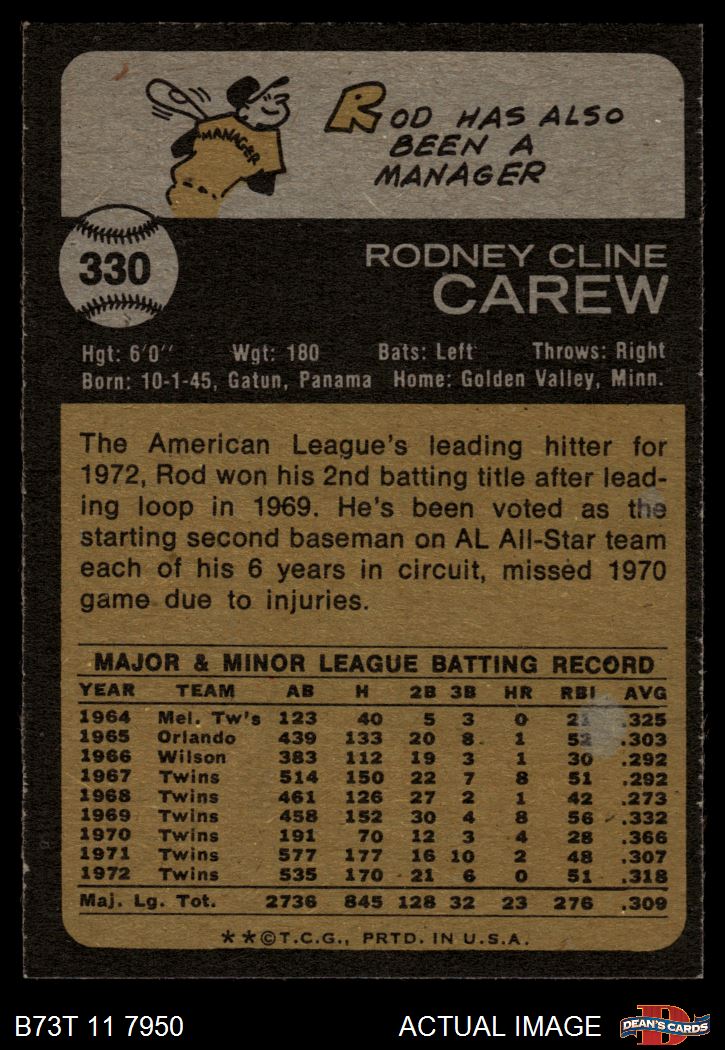 MANAGER
ROD HAS ALSO
BEEN A
MANAGER
330
RODNEY CLINE
CAREW
Hgt: 6'0" Wgt: 180 Bats: Left Throws: Right
Born: 10-1-45, Gatun, Panama Home: Golden Valley, Minn.
The American League's leading hitter for
1972, Rod won his 2nd batting title after lead-
ing loop in 1969. He's been voted as the
starting second baseman on AL All-Star team
each of his 6 years in circuit, missed 1970
game due to injuries.
MAJOR & MINOR LEAGUE BATTING RECORD
YEAR TEAM AB H 2B 3B HR RBI AVG
1964 Mel. Tw's 123 40 5 3 0 21 .325
1965 Orlando 439 133 20 8 1 52 .303
1966 Wilson 383 112 19 3 1 30 .292
1967 Twins 514 150 22 7 8 51 .292
1968 Twins 461 126 27 2 1 42 .273
1969 Twins 458 152 30 4 8 56 .332
1970 Twins 191 70 12 3 4 28 .366
1971 Twins 577 177 16 10 2 48 .307
1972 Twins 535 170 21 6 0 51 .318
Maj. Lg. Tot. 2736 845 128 32 23 276 .309
**©T.C.G., PRTD. IN U.S.A.
B73T 11 7950 ACTUAL IMAGE
D
DEAN'S CARDS